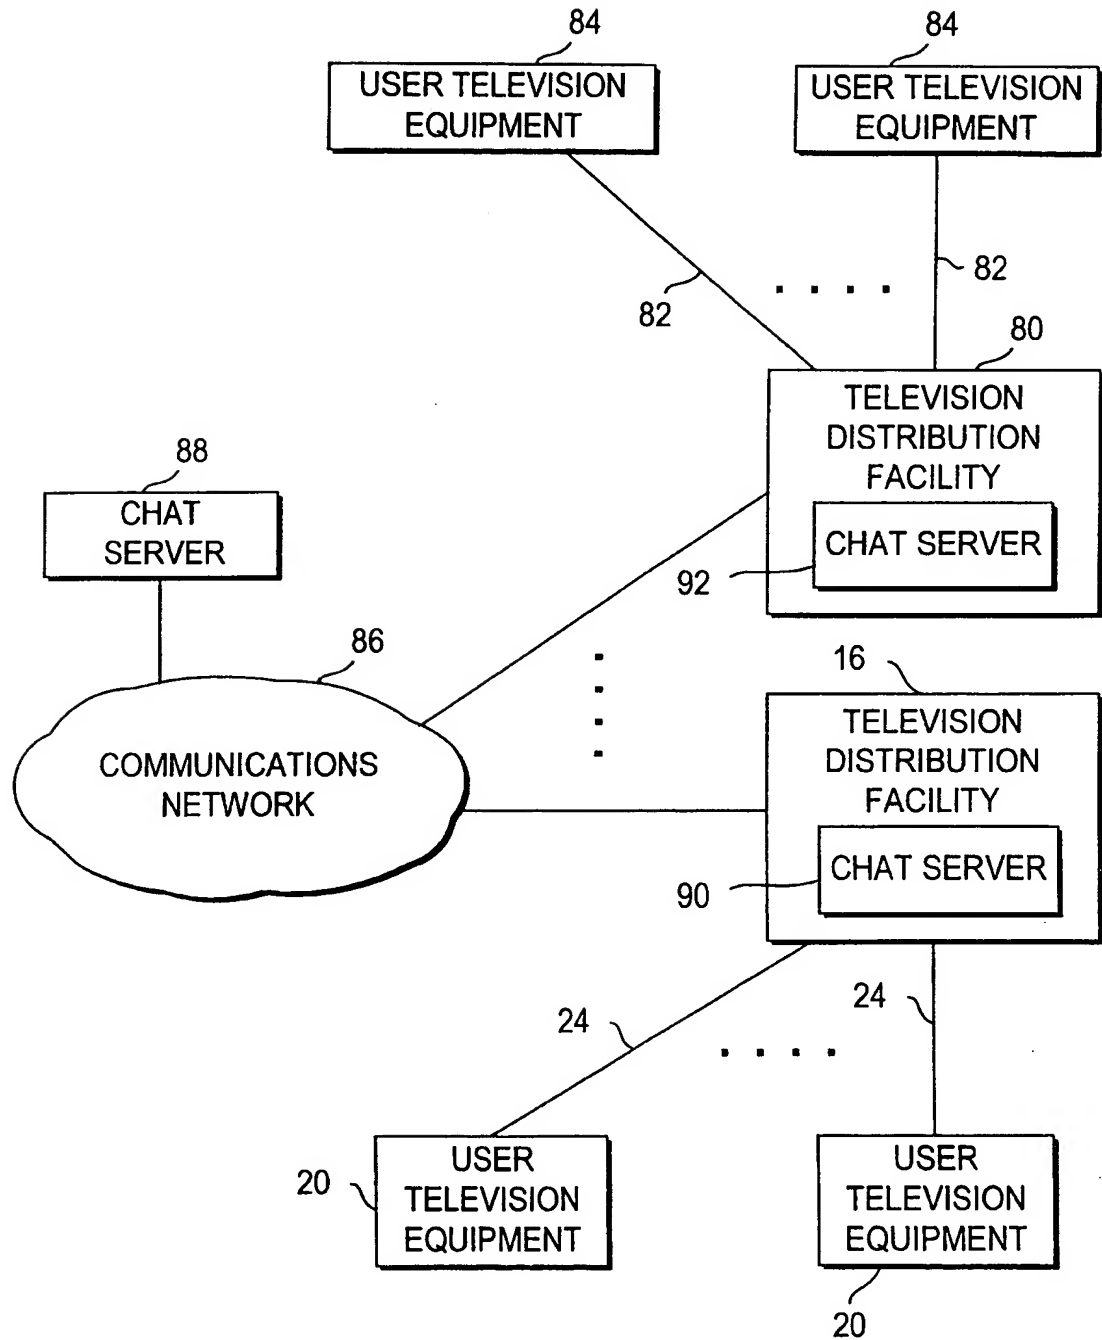 84
84
USER TELEVISION
EQUIPMENT
USER TELEVISION
EQUIPMENT
82
82
80
TELEVISION
DISTRIBUTION
FACILITY
CHAT SERVER
92
88
CHAT
SERVER
86
COMMUNICATIONS
NETWORK
16
TELEVISION
DISTRIBUTION
FACILITY
CHAT SERVER
90
24
24
20
USER
TELEVISION
EQUIPMENT
USER
TELEVISION
EQUIPMENT
20